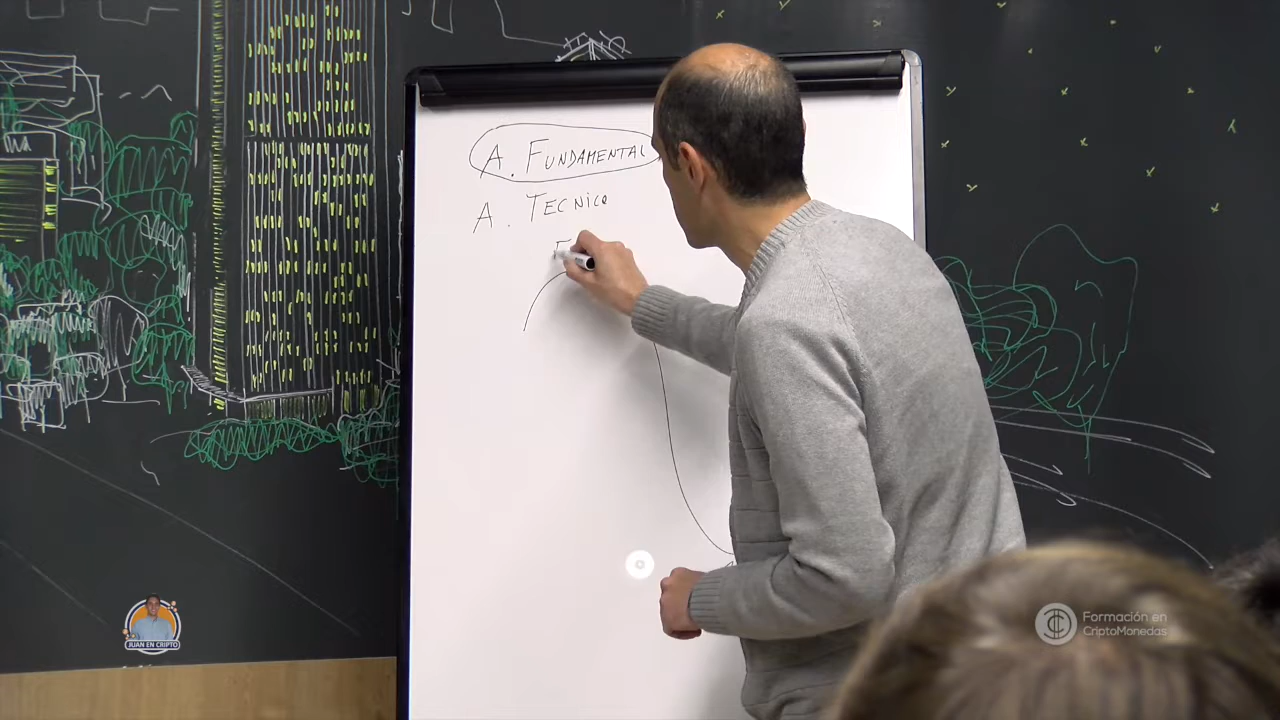 A. FUNDAMENTAL
A. TECNICO
JUAN EN CRIPTO
Formación en
CriptoMonedas